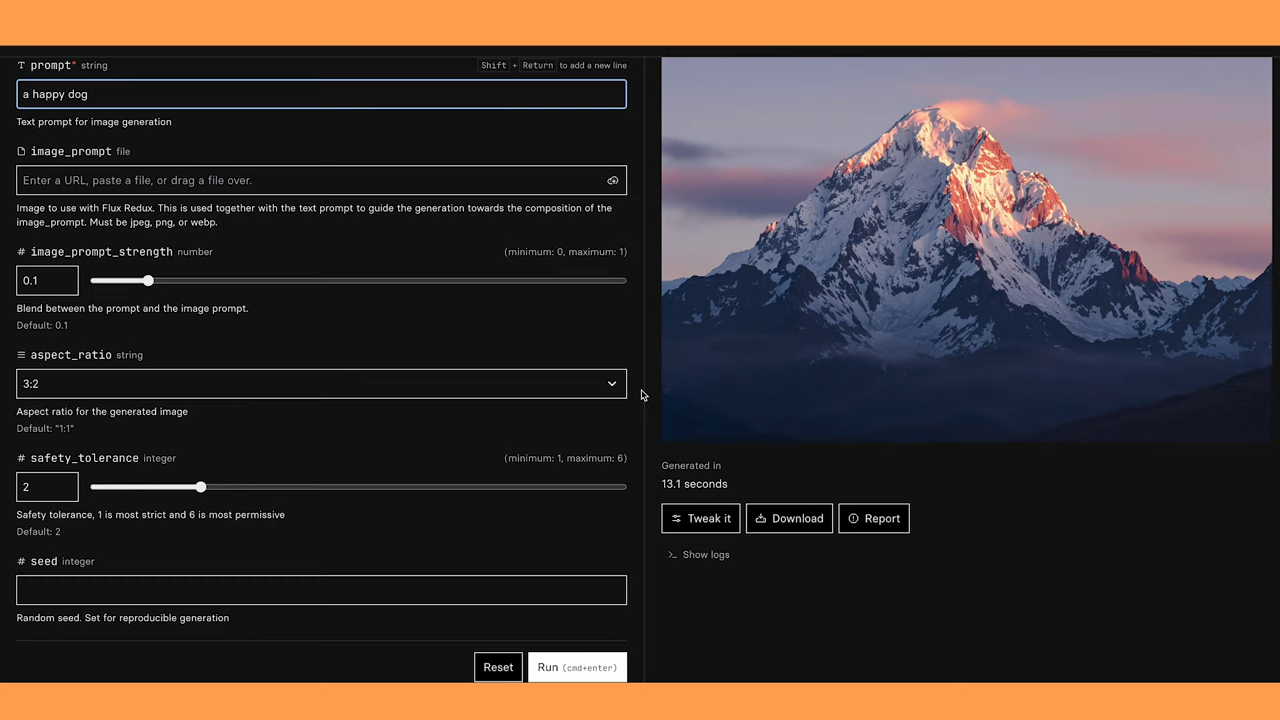 prompt* string
Shift + Return to add a new line
a happy dog
Text prompt for image generation
image_prompt file
Enter a URL, paste a file, or drag a file over.
Image to use with Flux Redux. This is used together with the text prompt to guide the generation towards the composition of the
image_prompt. Must be jpeg, png, or webp.
# image_prompt_strength number
(minimum: 0, maximum: 1)
0.1
Blend between the prompt and the image prompt.
Default: 0.1
aspect_ratio string
3:2
Aspect ratio for the generated image
Default: "1:1"
# safety_tolerance integer
(minimum: 1, maximum: 6)
2
Safety tolerance, 1 is most strict and 6 is most permissive
Default: 2
# seed integer
Random seed. Set for reproducible generation
Reset
Run (cmd+enter)
Generated in
13.1 seconds
Tweak it
Download
Report
Show logs